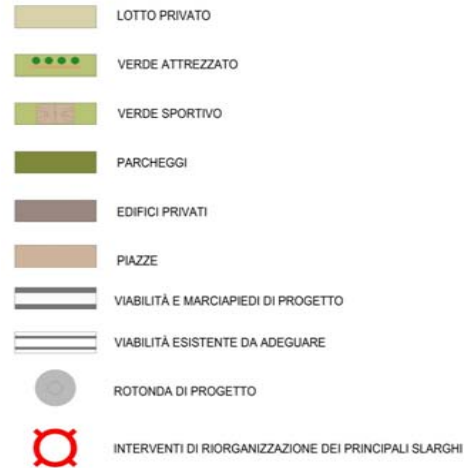 LOTTO PRIVATO
VERDE ATTREZZATO
VERDE SPORTIVO
PARCHEGGI
EDIFICI PRIVATI
PIAZZE
VIABILITÀ E MARCIAPIEDI DI PROGETTO
VIABILITÀ ESISTENTE DA ADEGUARE
ROTONDA DI PROGETTO
INTERVENTI DI RIORGANIZZAZIONE DEI PRINCIPALI SLARGHI